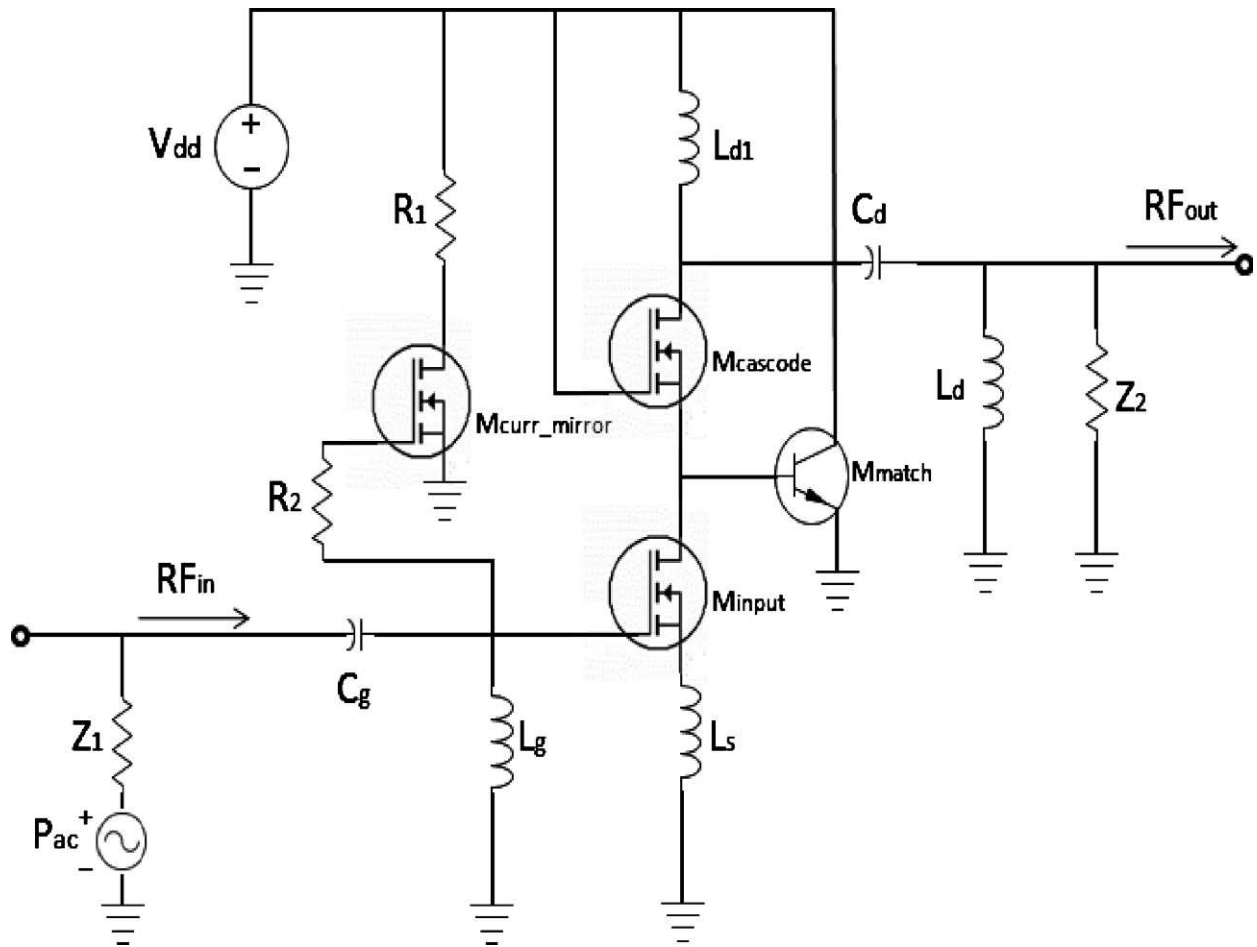 Vdd
+
-
R1
Ld1
Cd
RFout
Mcascode
Mcurr_mirror
Ld
Z2
R2
Mmatch
RFin
Minput
Cg
Z1
Lg
Ls
Pac
+
-